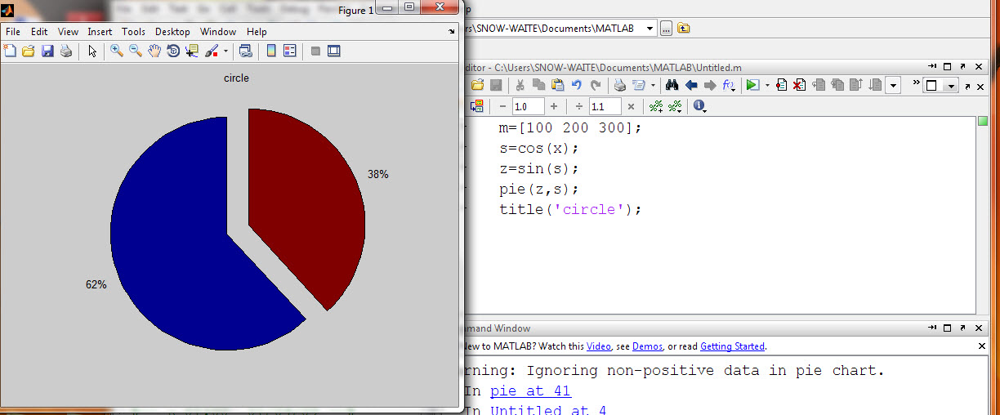 Figure 1
File Edit View Insert Tools Desktop Window Help
circle
38%
62%
rs\SNOW-WAITE\Documents\MATLAB
ditor - C:\Users\SNOW-WAITE\Documents\MATLAB\Untitled.m
1.0
1.1
m=[100 200 300];
s=cos(x);
z=sin(s);
pie(z,s);
title('circle');
mmand Window
New to MATLAB? Watch this Video, see Demos, or read Getting Started.
rning: Ignoring non-positive data in pie chart.
In pie at 41
In Untitled at 4